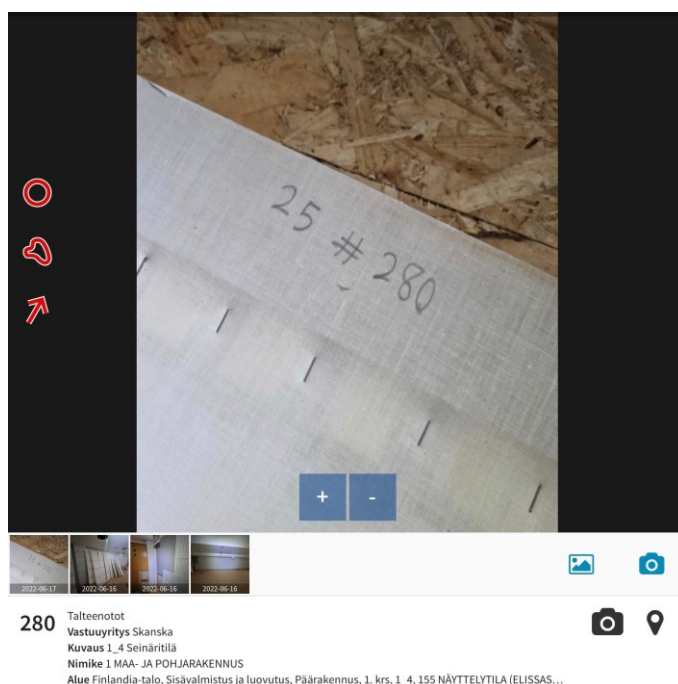 25 # 280
+ -
2022-06-17 2022-06-16 2022-06-16 2022-06-16
280
Talteenotot
Vastuuyritys Skanska
Kuvaus 1_4 Seinäritilä
Nimike 1 MAA- JA POHJARAKENNUS
Alue Finlandia-talo, Sisävalmistus ja luovutus, Päärakennus, 1. krs, 1_4, 155 NÄYTTELYTILA (ELISSAS…